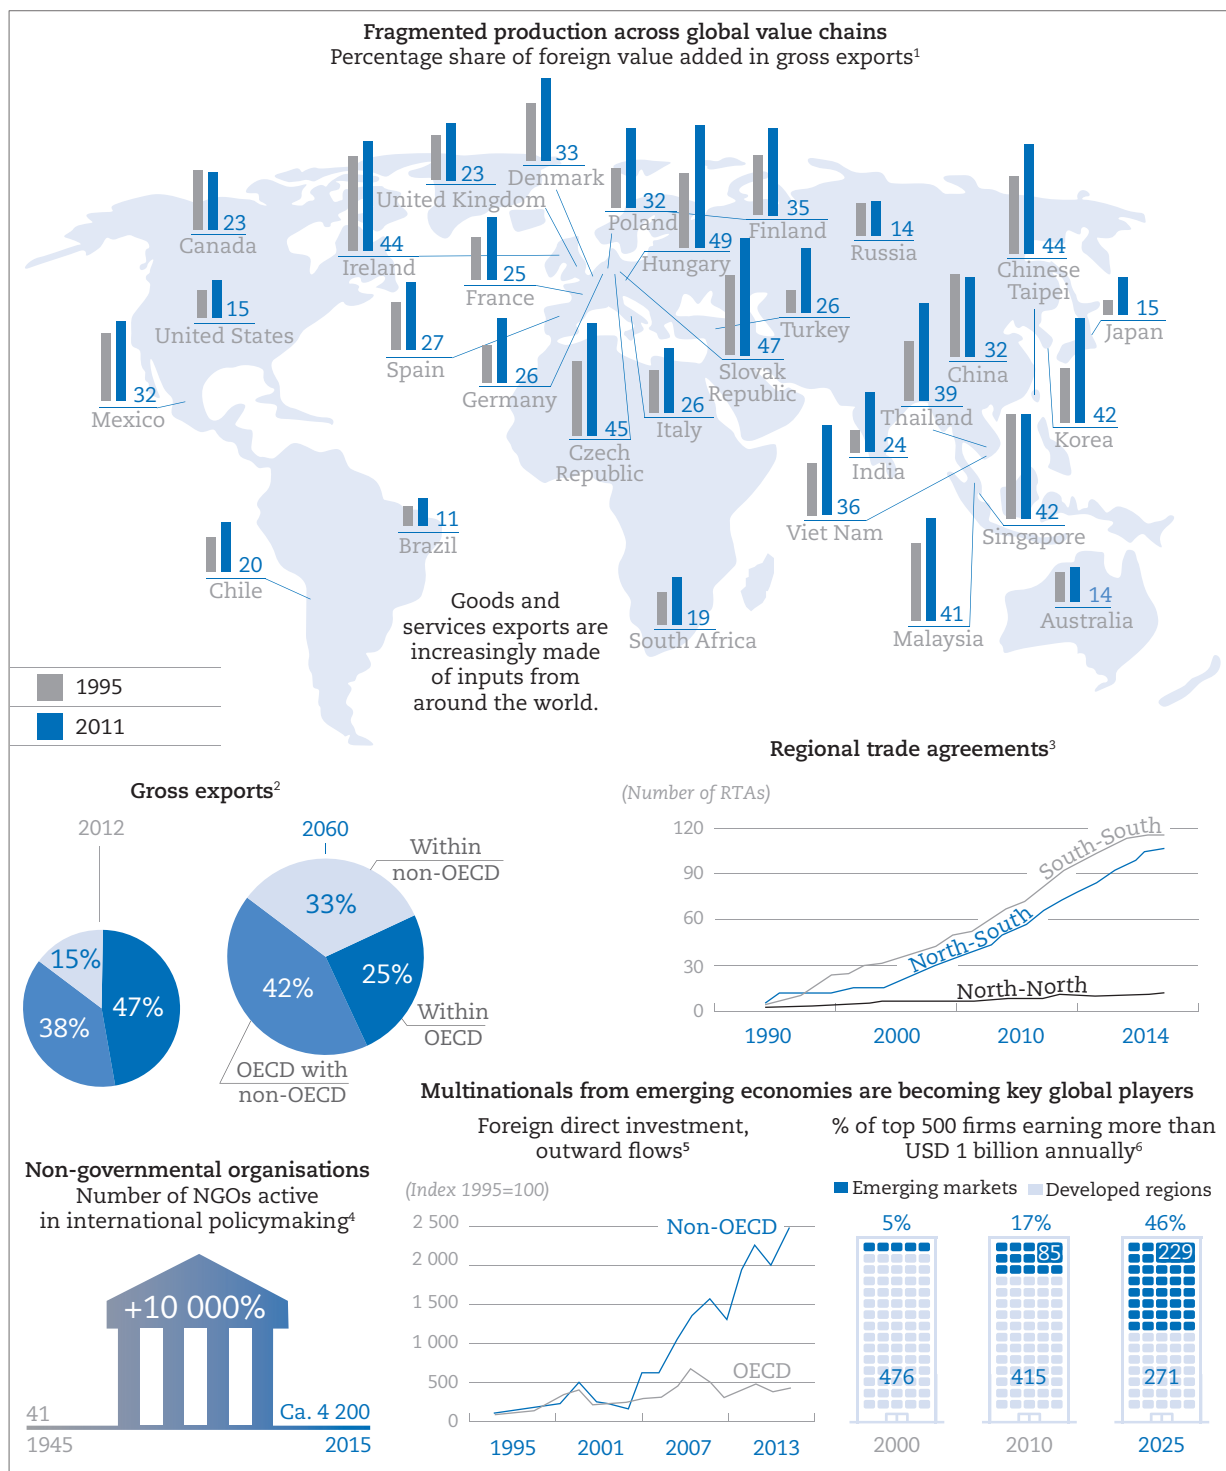 Fragmented production across global value chains
Percentage share of foreign value added in gross exports1
33
Denmark
23
United Kingdom
23
Canada
44
Ireland
32
Poland
35
Finland
49
Hungary
14
Russia
44
Chinese
Taipei
25
France
15
United States
26
Turkey
15
Japan
27
Spain
26
Germany
47
Slovak
Republic
32
China
32
Mexico
45
Czech
Republic
26
Italy
39
Thailand
24
India
42
Korea
36
Viet Nam
42
Singapore
11
Brazil
20
Chile
19
South Africa
41
Malaysia
14
Australia
Goods and
services exports are
increasingly made
of inputs from
around the world.
1995
2011
Gross exports2
2012
15%
47%
38%
2060
33%
25%
42%
Within
non-OECD
Within
OECD
OECD with
non-OECD
Regional trade agreements3
(Number of RTAs)
120
90
60
30
0
South-South
North-South
North-North
1990 2000 2010 2014
Multinationals from emerging economies are becoming key global players
Non-governmental organisations
Number of NGOs active
in international policymaking4
+10 000%
41
1945
Ca. 4 200
2015
Foreign direct investment,
outward flows5
(Index 1995=100)
2 500
2 000
1 500
1 000
500
0
Non-OECD
OECD
1995 2001 2007 2013
% of top 500 firms earning more than
USD 1 billion annually6
Emerging markets Developed regions
5% 17% 46%
85 229
476 415 271
2000 2010 2025